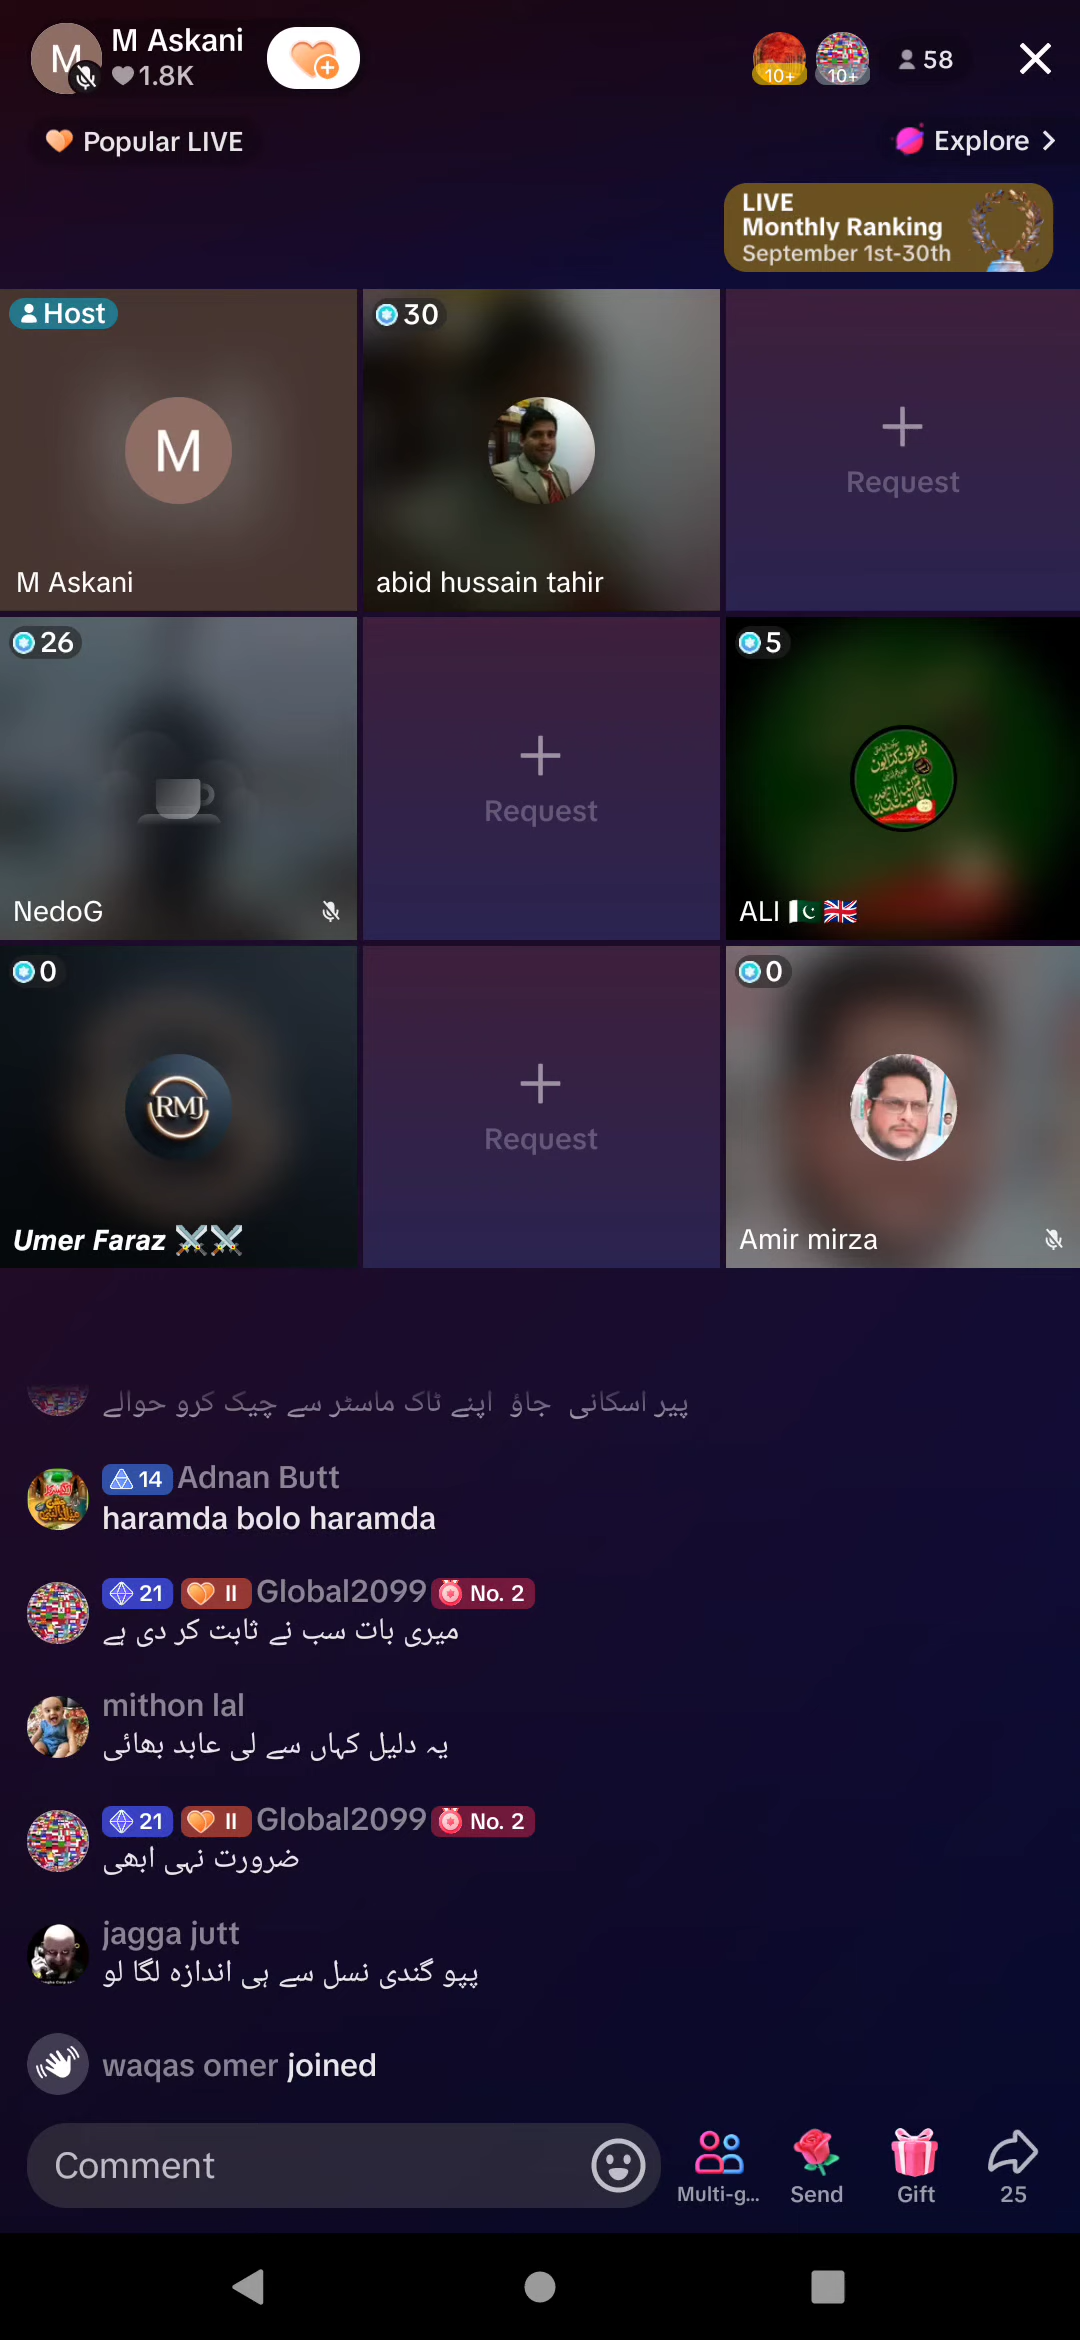 M
M Askani
1.8K
10+
10+
58
Popular LIVE
Explore
LIVE
Monthly Ranking
September 1st-30th
Host
M
M Askani
30
abid hussain tahir
Request
26
NedoG
Request
5
ALI
0
RMJ
Umer Faraz
Request
0
Amir mirza
پیر اسکانی جاؤ اپنے ٹاک ماسٹر سے چیک کرو حوالے
14 Adnan Butt
haramda bolo haramda
21 II Global2099 No. 2
میری بات سب نے ثابت کر دی ہے
mithon lal
یہ دلیل کہاں سے لی عابد بھائی
21 II Global2099 No. 2
ضرورت نہی ابھی
jagga jutt
پپو گندی نسل سے ہی اندازہ لگا لو
waqas omer joined
Comment
Multi-g...
Send
Gift
25